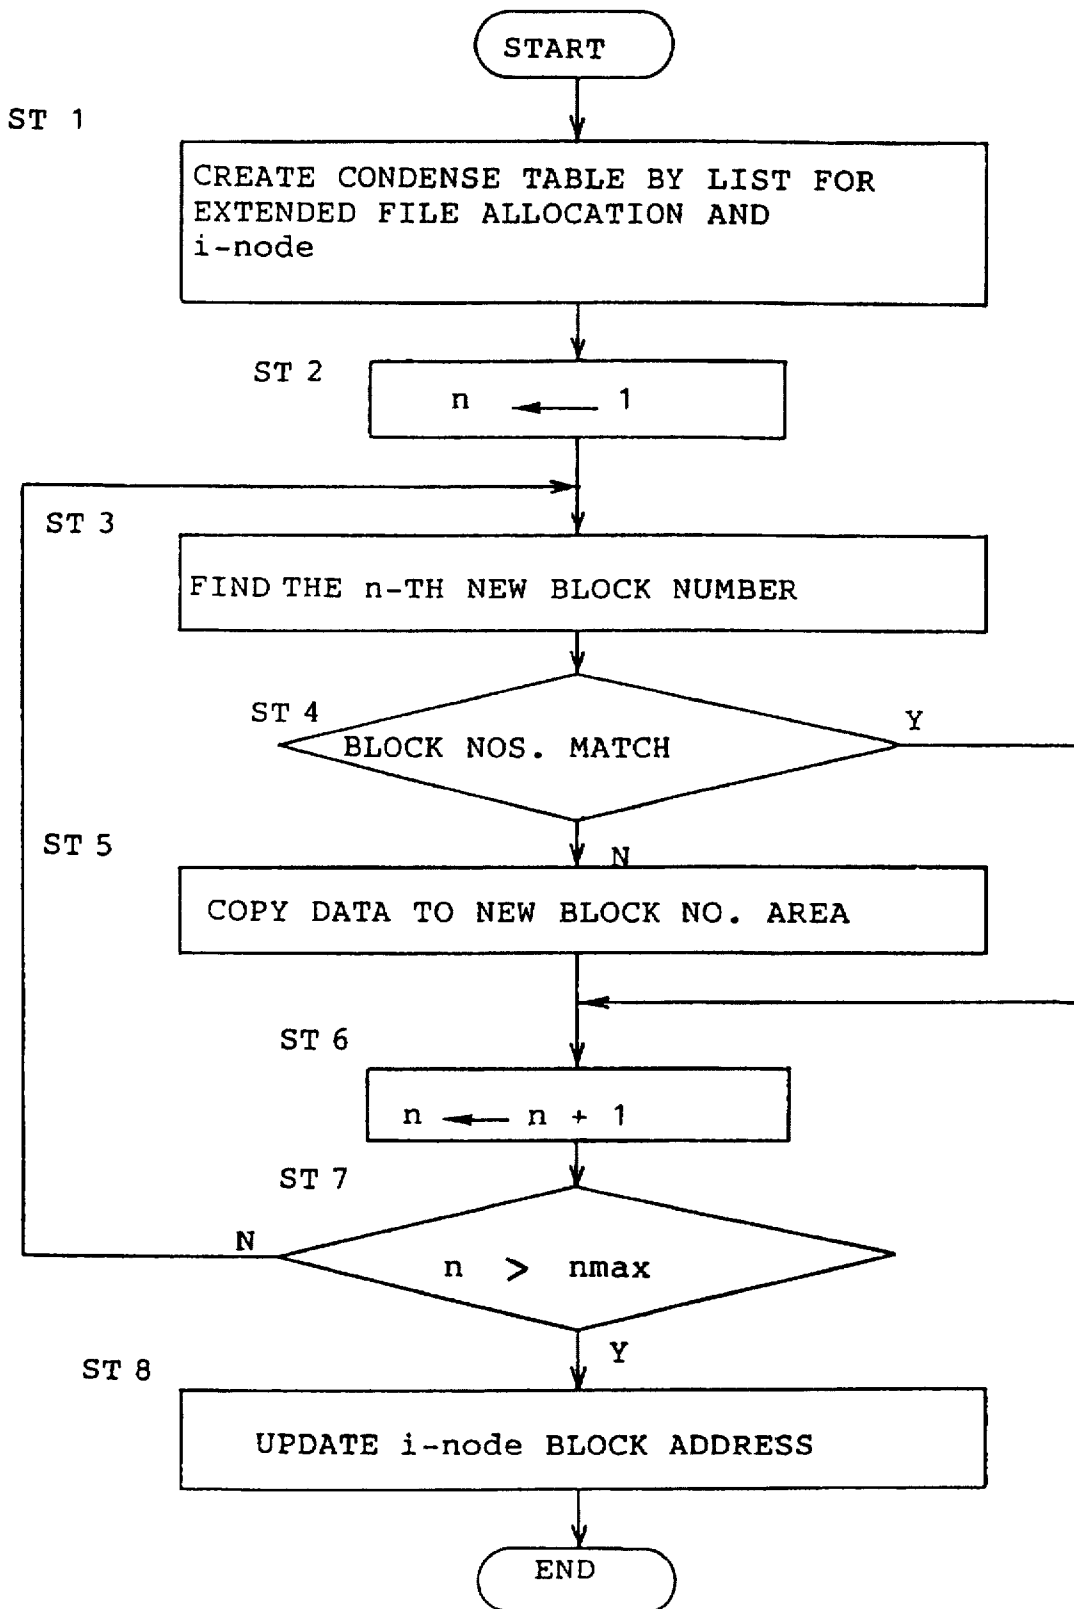 START
ST 1
CREATE CONDENSE TABLE BY LIST FOR
EXTENDED FILE ALLOCATION AND
i-node
ST 2
n ← 1
ST 3
FIND THE n-TH NEW BLOCK NUMBER
ST 4
BLOCK NOS. MATCH
Y
N
ST 5
COPY DATA TO NEW BLOCK NO. AREA
ST 6
n ← n + 1
ST 7
N
n > nmax
Y
ST 8
UPDATE i-node BLOCK ADDRESS
END